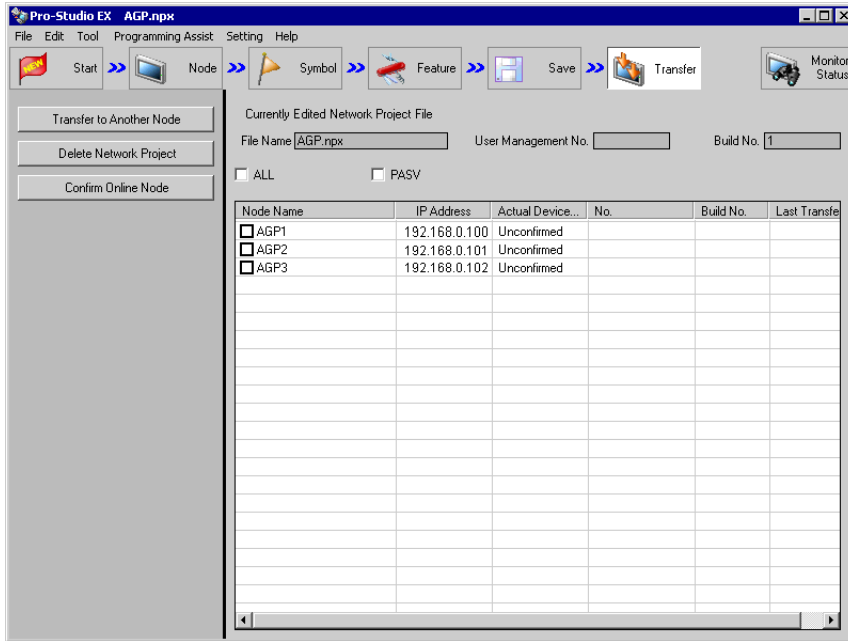 Pro-Studio EX AGP.npx
File Edit Tool Programming Assist Setting Help
NEW Start Node Symbol Feature Save Transfer Monitor Status
Transfer to Another Node
Delete Network Project
Confirm Online Node
Currently Edited Network Project File
File Name AGP.npx User Management No. Build No. 1
ALL PASV
Node Name IP Address Actual Device... No. Build No. Last Transfe
AGP1 192.168.0.100 Unconfirmed
AGP2 192.168.0.101 Unconfirmed
AGP3 192.168.0.102 Unconfirmed